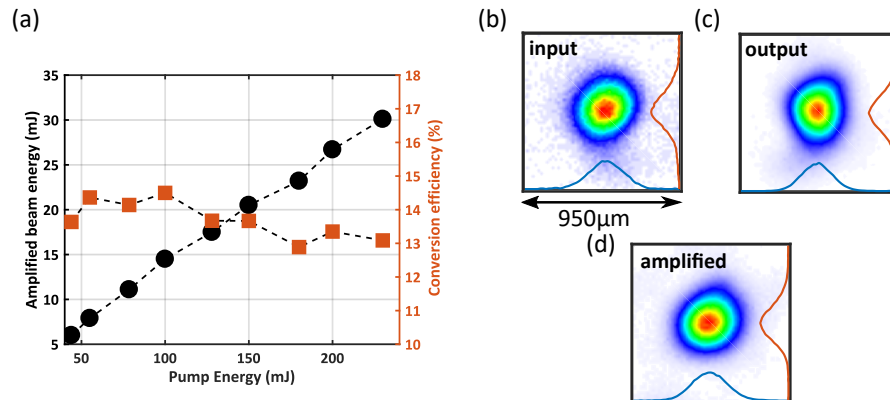 (a)
35
30
25
20
15
10
5
Amplified beam energy (mJ)
50
100
150
200
Pump Energy (mJ)
18
17
16
15
14
13
12
11
10
Conversion efficiency (%)
(b)
input
950μm
(c)
output
(d)
amplified